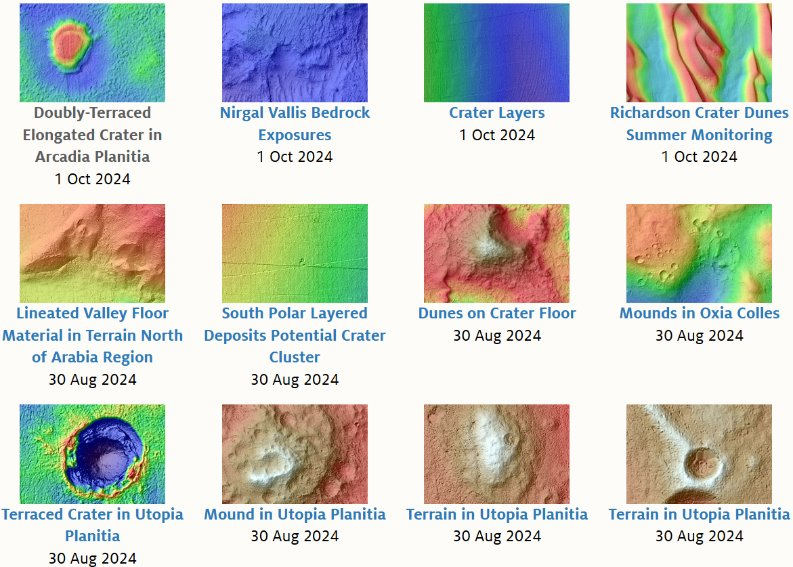 Doubly-Terraced
Elongated Crater in
Arcadia Planitia
1 Oct 2024
Nirgal Vallis Bedrock
Exposures
1 Oct 2024
Crater Layers
1 Oct 2024
Richardson Crater Dunes
Summer Monitoring
1 Oct 2024
Lineated Valley Floor
Material in Terrain North
of Arabia Region
30 Aug 2024
South Polar Layered
Deposits Potential Crater
Cluster
30 Aug 2024
Dunes on Crater Floor
30 Aug 2024
Mounds in Oxia Colles
30 Aug 2024
Terraced Crater in Utopia
Planitia
30 Aug 2024
Mound in Utopia Planitia
30 Aug 2024
Terrain in Utopia Planitia
30 Aug 2024
Terrain in Utopia Planitia
30 Aug 2024